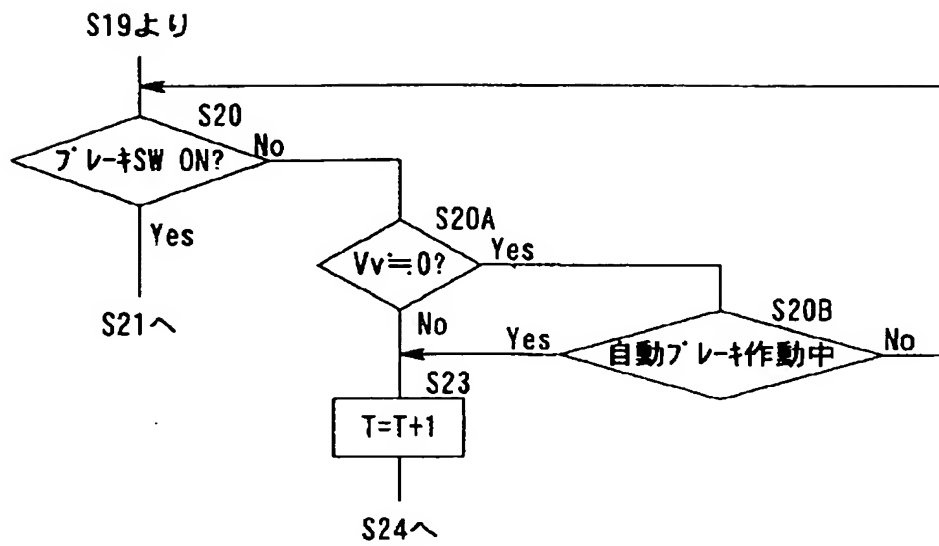 S19より
S20
ブレーキSW ON?
No
Yes
S21へ
S20A
Vv≒0?
Yes
No
S20B
自動ブレーキ作動中
Yes
No
S23
T=T+1
S24へ